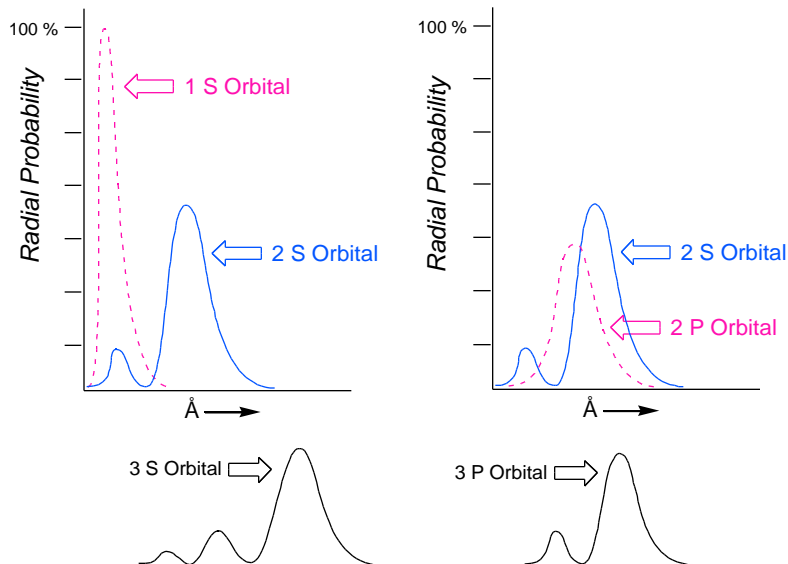 100 %
Radial Probability
1 S Orbital
2 S Orbital
Å
100 %
Radial Probability
2 S Orbital
2 P Orbital
Å
3 S Orbital
3 P Orbital